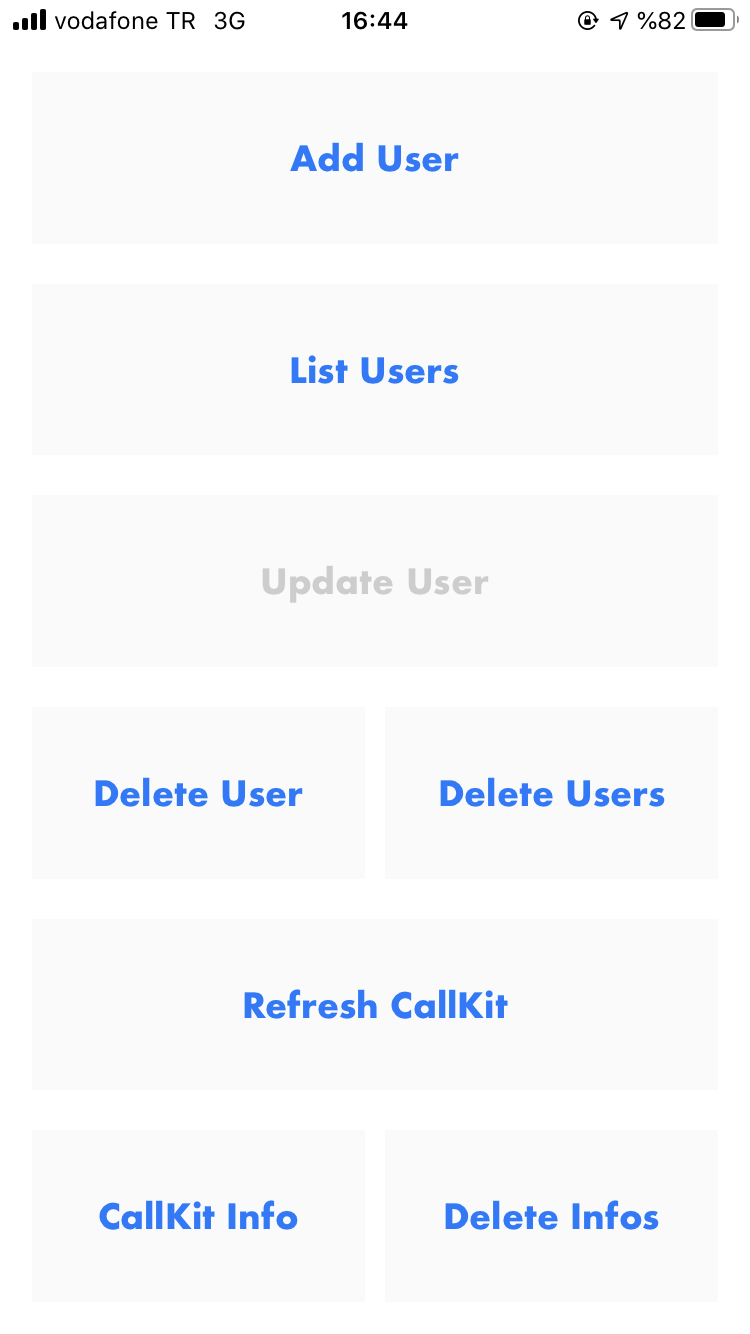 vodafone TR 3G 16:44 %82
Add User
List Users
Update User
Delete User Delete Users
Refresh CallKit
CallKit Info Delete Infos